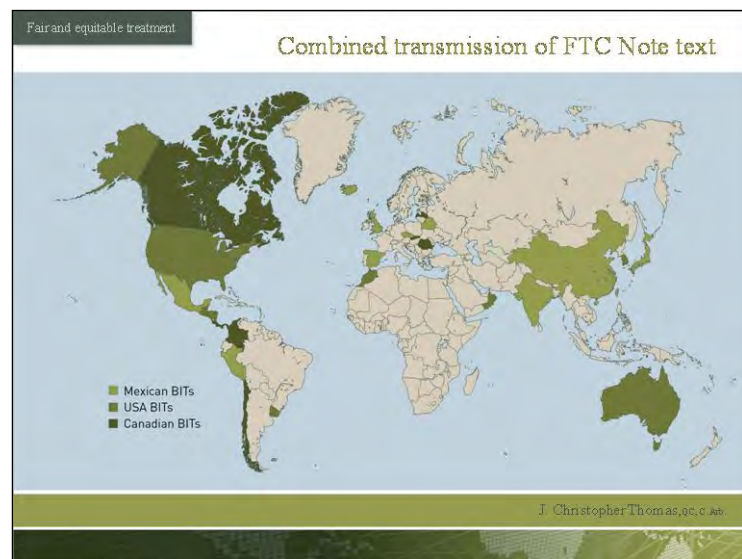 Fair and equitable treatment
Combined transmission of FTC Note text
Mexican BITs
USA BITs
Canadian BITs
J. Christopher Thomas, QC, C. Arb.